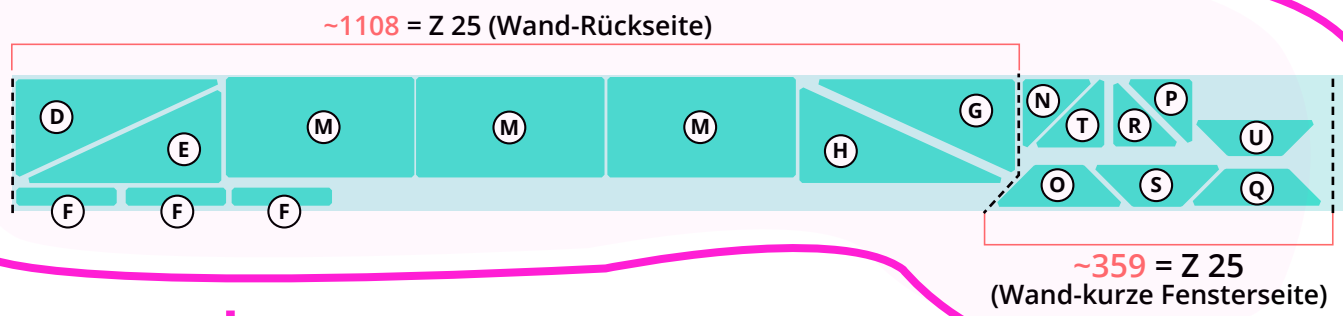 ~1108 = Z 25 (Wand-Rückseite)
D
E
M
M
M
G
H
N
T
R
P
U
O
S
Q
F
F
F
~359 = Z 25
(Wand-kurze Fensterseite)